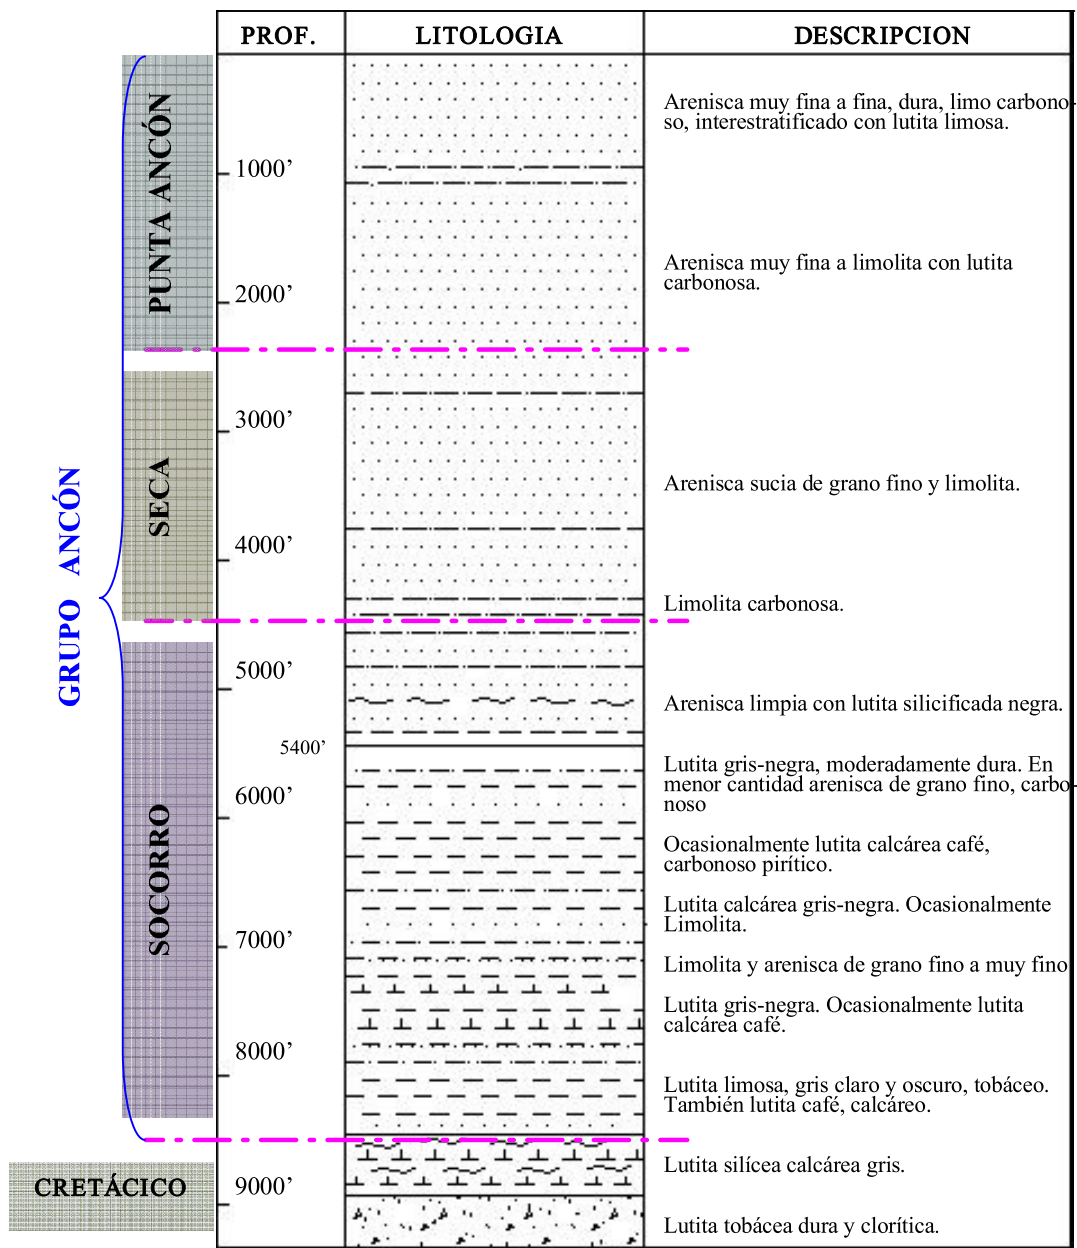 PROF.
LITOLOGIA
DESCRIPCION
GRUPO ANCÓN
PUNTA ANCÓN
SECA
SOCORRO
CRETÁCICO
1000’
2000’
3000’
4000’
5000’
5400’
6000’
7000’
8000’
9000’
Arenisca muy fina a fina, dura, limo carbono-
so, interestratificado con lutita limosa.
Arenisca muy fina a limolita con lutita
carbonosa.
Arenisca sucia de grano fino y limolita.
Limolita carbonosa.
Arenisca limpia con lutita silicificada negra.
Lutita gris-negra, moderadamente dura. En
menor cantidad arenisca de grano fino, carbo-
noso
Ocasionalmente lutita calcárea café,
carbonoso pirítico.
Lutita calcárea gris-negra. Ocasionalmente
Limolita.
Limolita y arenisca de grano fino a muy fino
Lutita gris-negra. Ocasionalmente lutita
calcárea café.
Lutita limosa, gris claro y oscuro, tobáceo.
También lutita café, calcáreo.
Lutita silícea calcárea gris.
Lutita tobácea dura y clorítica.